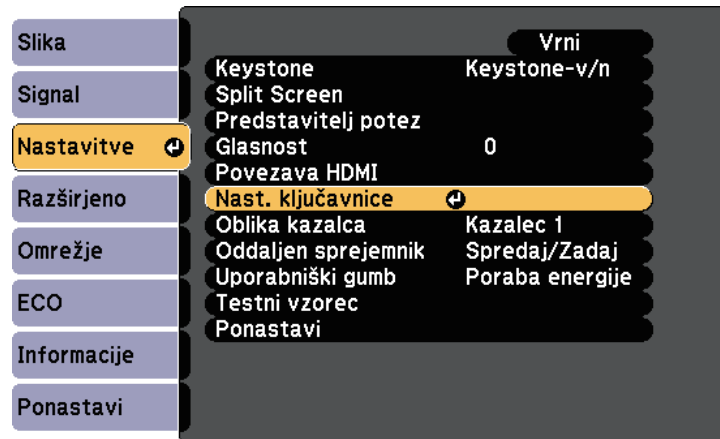 Slika
Signal
Nastavitve
Razširjeno
Omrežje
ECO
Informacije
Ponastavi
Vrni
Keystone Keystone-v/n
Split Screen
Predstavitelj potez
Glasnost 0
Povezava HDMI
Nast. ključavnice
Oblika kazalca Kazalec 1
Oddaljen sprejemnik Spredaj/Zadaj
Uporabniški gumb Poraba energije
Testni vzorec
Ponastavi